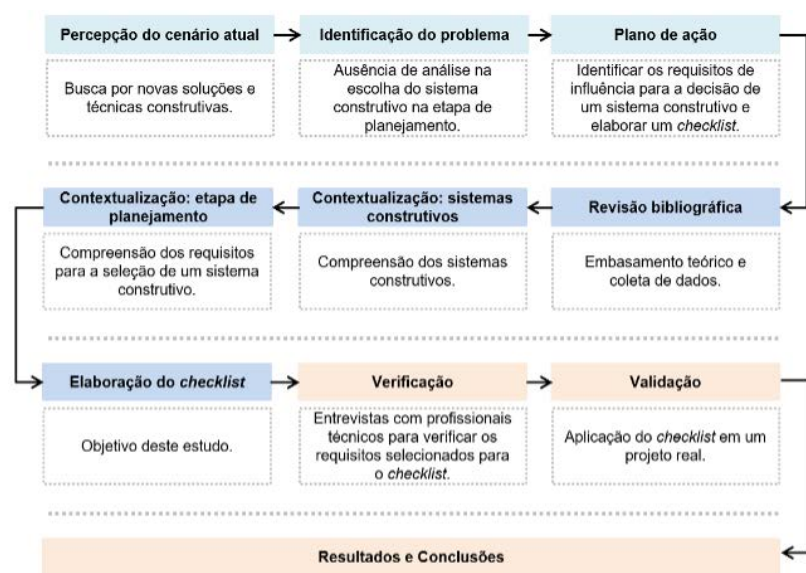 Percepção do cenário atual
Busca por novas soluções e
técnicas construtivas.
Identificação do problema
Ausência de análise na
escolha do sistema
construtivo na etapa de
planejamento.
Plano de ação
Identificar os requisitos de
influência para a decisão de
um sistema construtivo e
elaborar um checklist.
Revisão bibliográfica
Embasamento teórico e
coleta de dados.
Contextualização: sistemas
construtivos
Compreensão dos sistemas
construtivos.
Contextualização: etapa de
planejamento
Compreensão dos requisitos
para a seleção de um sistema
construtivo.
Elaboração do checklist
Objetivo deste estudo.
Verificação
Entrevistas com profissionais
técnicos para verificar os
requisitos selecionados para
o checklist.
Validação
Aplicação do checklist em um
projeto real.
Resultados e Conclusões